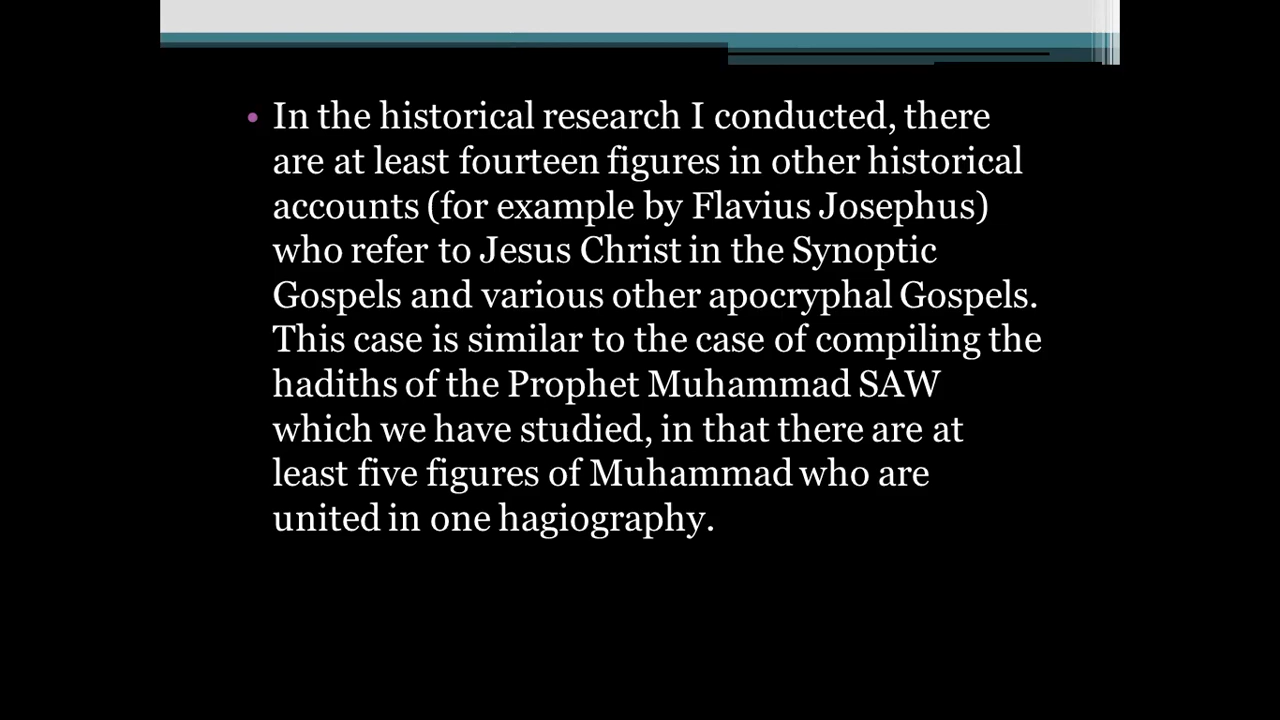 • In the historical research I conducted, there
are at least fourteen figures in other historical
accounts (for example by Flavius Josephus)
who refer to Jesus Christ in the Synoptic
Gospels and various other apocryphal Gospels.
This case is similar to the case of compiling the
hadiths of the Prophet Muhammad SAW
which we have studied, in that there are at
least five figures of Muhammad who are
united in one hagiography.